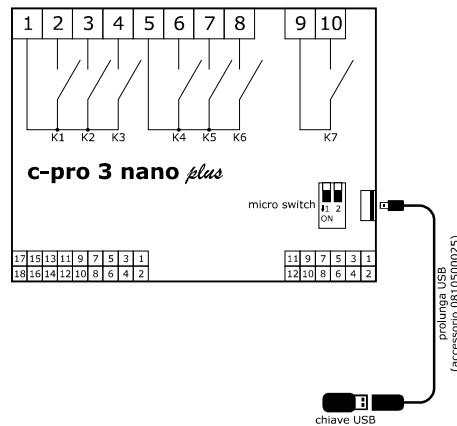 1 2 3 4 5 6 7 8 9 10
K1 K2 K3 K4 K5 K6 K7
c-pro 3 nano plus
micro switch
1 2
ON
17 15 13 11 9 7 5 3 1
18 16 14 12 10 8 6 4 2
11 9 7 5 3 1
12 10 8 6 4 2
prolunga USB
(accessorio 0810500025)
chiave USB